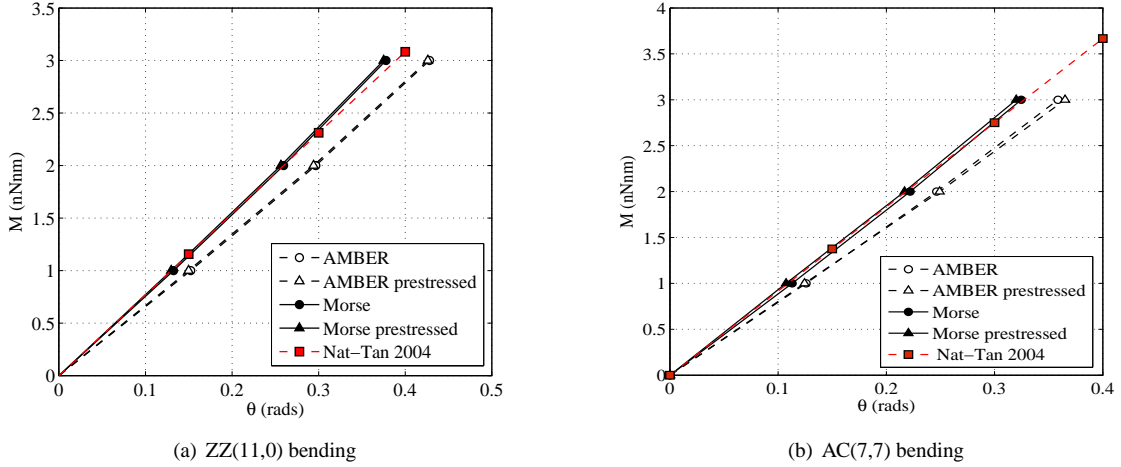 3.5
3
2.5
2
1.5
1
0.5
0
M (nNnm)
0
0.1
0.2
0.3
0.4
0.5
θ (rads)
AMBER
AMBER prestressed
Morse
Morse prestressed
Nat−Tan 2004
(a) ZZ(11,0) bending
4
3.5
3
2.5
2
1.5
1
0.5
0
M (nNnm)
0
0.1
0.2
0.3
0.4
θ (rads)
AMBER
AMBER prestressed
Morse
Morse prestressed
Nat−Tan 2004
(b) AC(7,7) bending